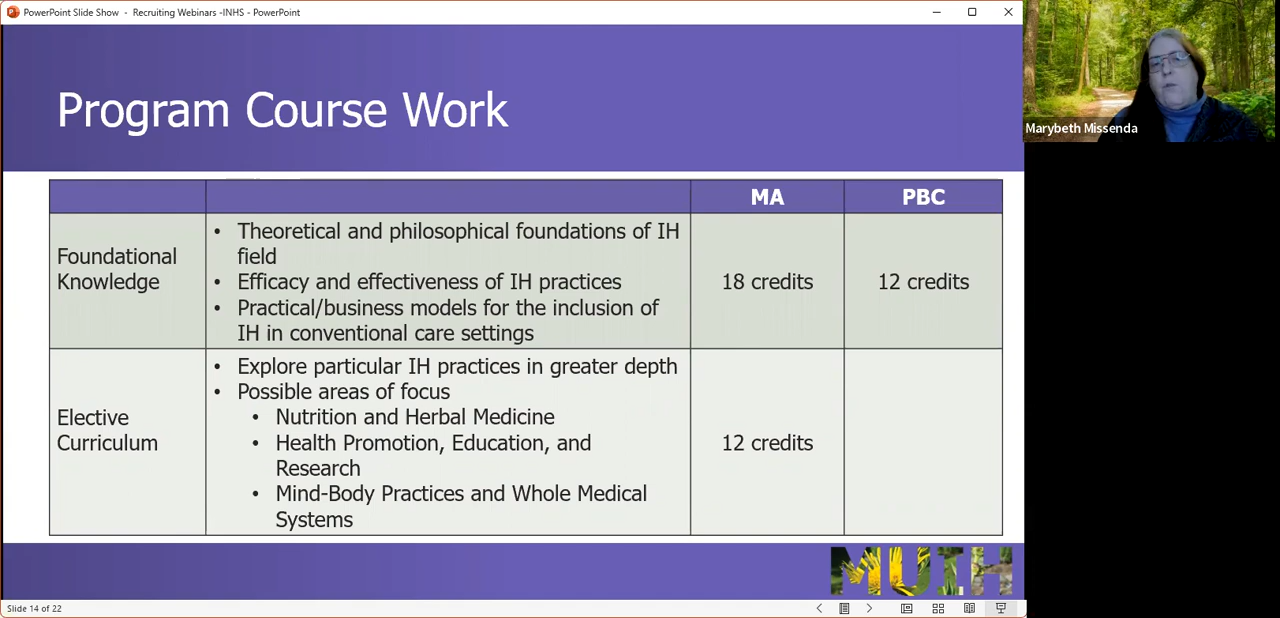 PowerPoint Slide Show - Recruiting Webinars -INHS - PowerPoint
Marybeth Missenda
Program Course Work
MA
PBC
Foundational
Knowledge
• Theoretical and philosophical foundations of IH
field
• Efficacy and effectiveness of IH practices
• Practical/business models for the inclusion of
IH in conventional care settings
18 credits
12 credits
Elective
Curriculum
• Explore particular IH practices in greater depth
• Possible areas of focus
• Nutrition and Herbal Medicine
• Health Promotion, Education, and
Research
• Mind-Body Practices and Whole Medical
Systems
12 credits
MUIH
Slide 14 of 22